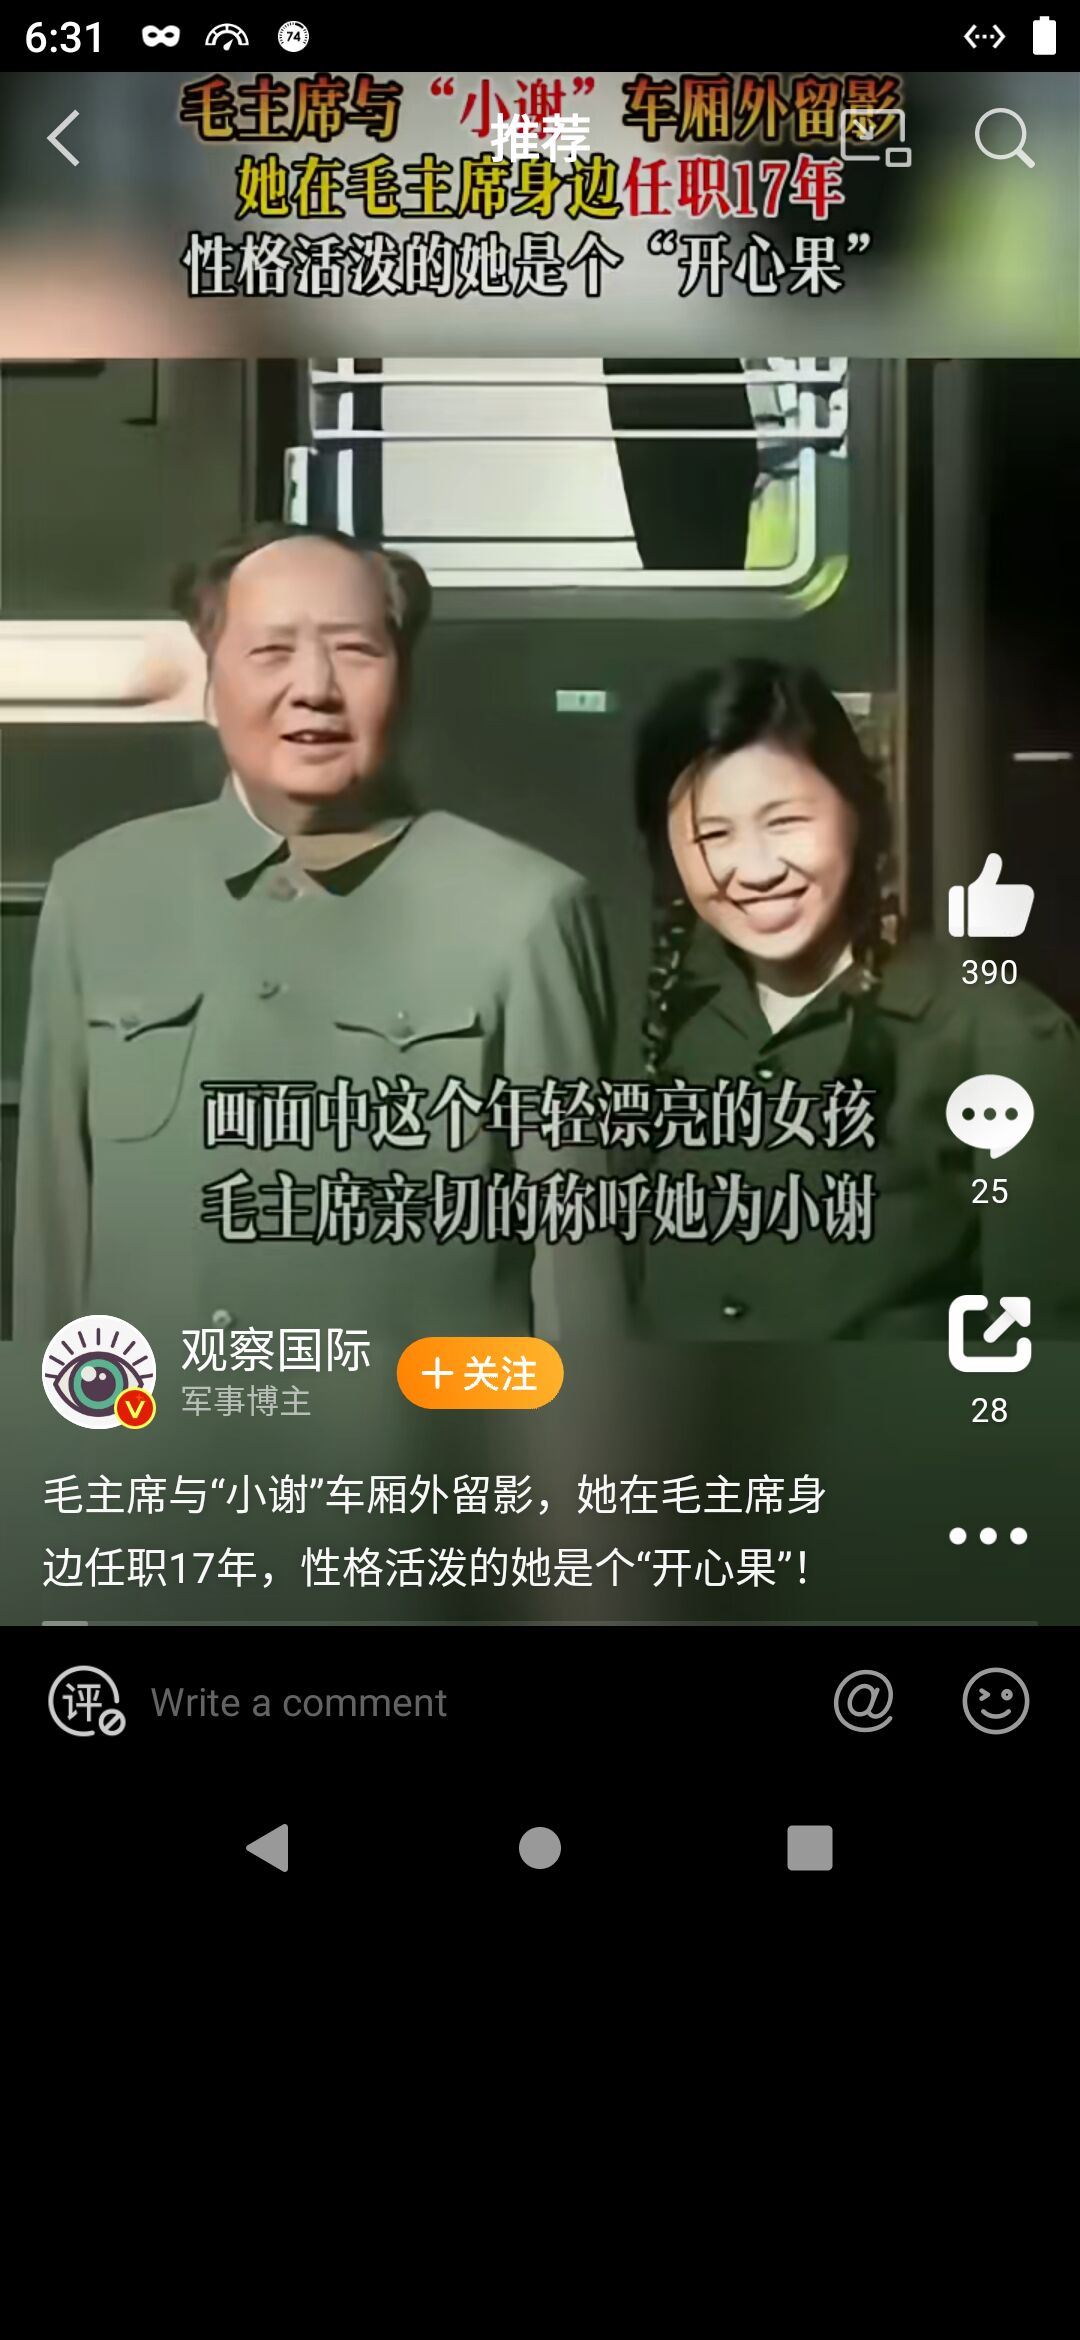 6:31
74
毛主席与“小谢”车厢外留影
推荐
她在毛主席身边任职17年
性格活泼的她是个“开心果”
390
画面中这个年轻漂亮的女孩
25
毛主席亲切的称呼她为小谢
观察国际
军事博主
+关注
V
28
毛主席与“小谢”车厢外留影，她在毛主席身
边任职17年，性格活泼的她是个“开心果”！
评
Write a comment
@